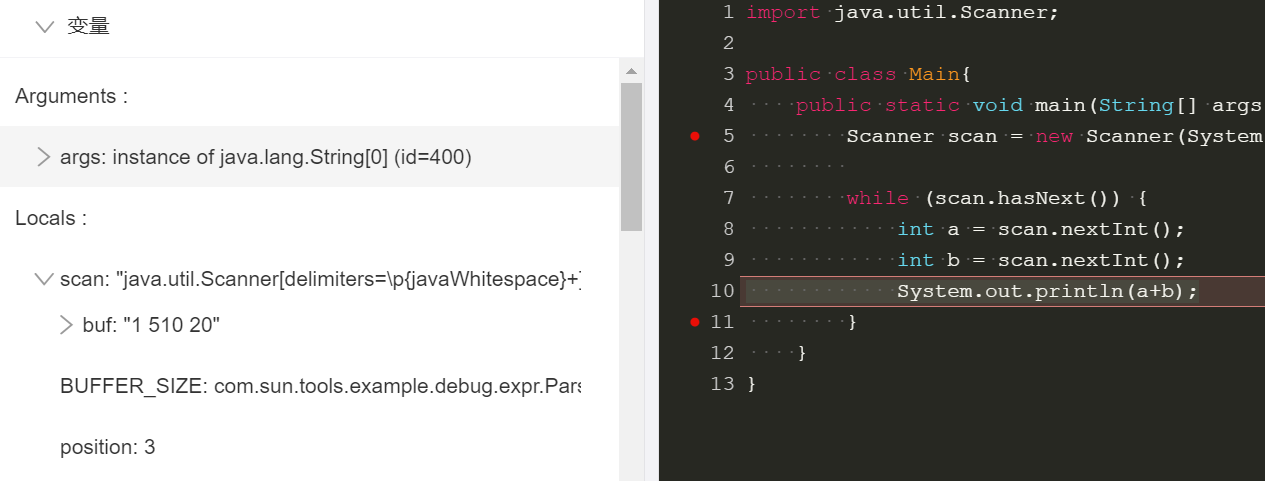 变量
Arguments :
args: instance of java.lang.String[0] (id=400)
Locals :
scan: "java.util.Scanner[delimiters=\p{javaWhitespace}+]
buf: "1 510 20"
BUFFER_SIZE: com.sun.tools.example.debug.expr.Pars
position: 3
1 import java.util.Scanner;
2
3 public class Main{
4 public static void main(String[] args
5 Scanner scan = new Scanner(System
6
7 while (scan.hasNext()) {
8 int a = scan.nextInt();
9 int b = scan.nextInt();
10 System.out.println(a+b);
11 }
12 }
13 }